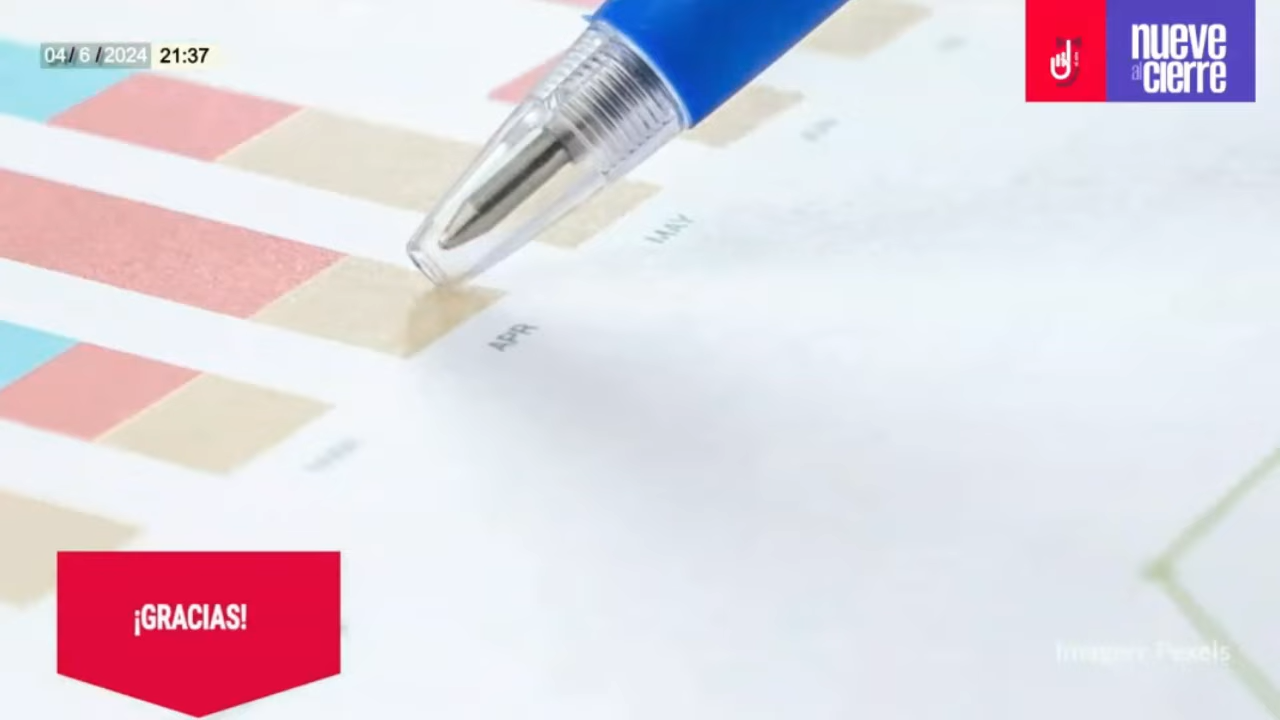 04/ 6 /2024 21:37
nueve
al
cierre
MAY
APR
¡GRACIAS!
Imagen: Pexels